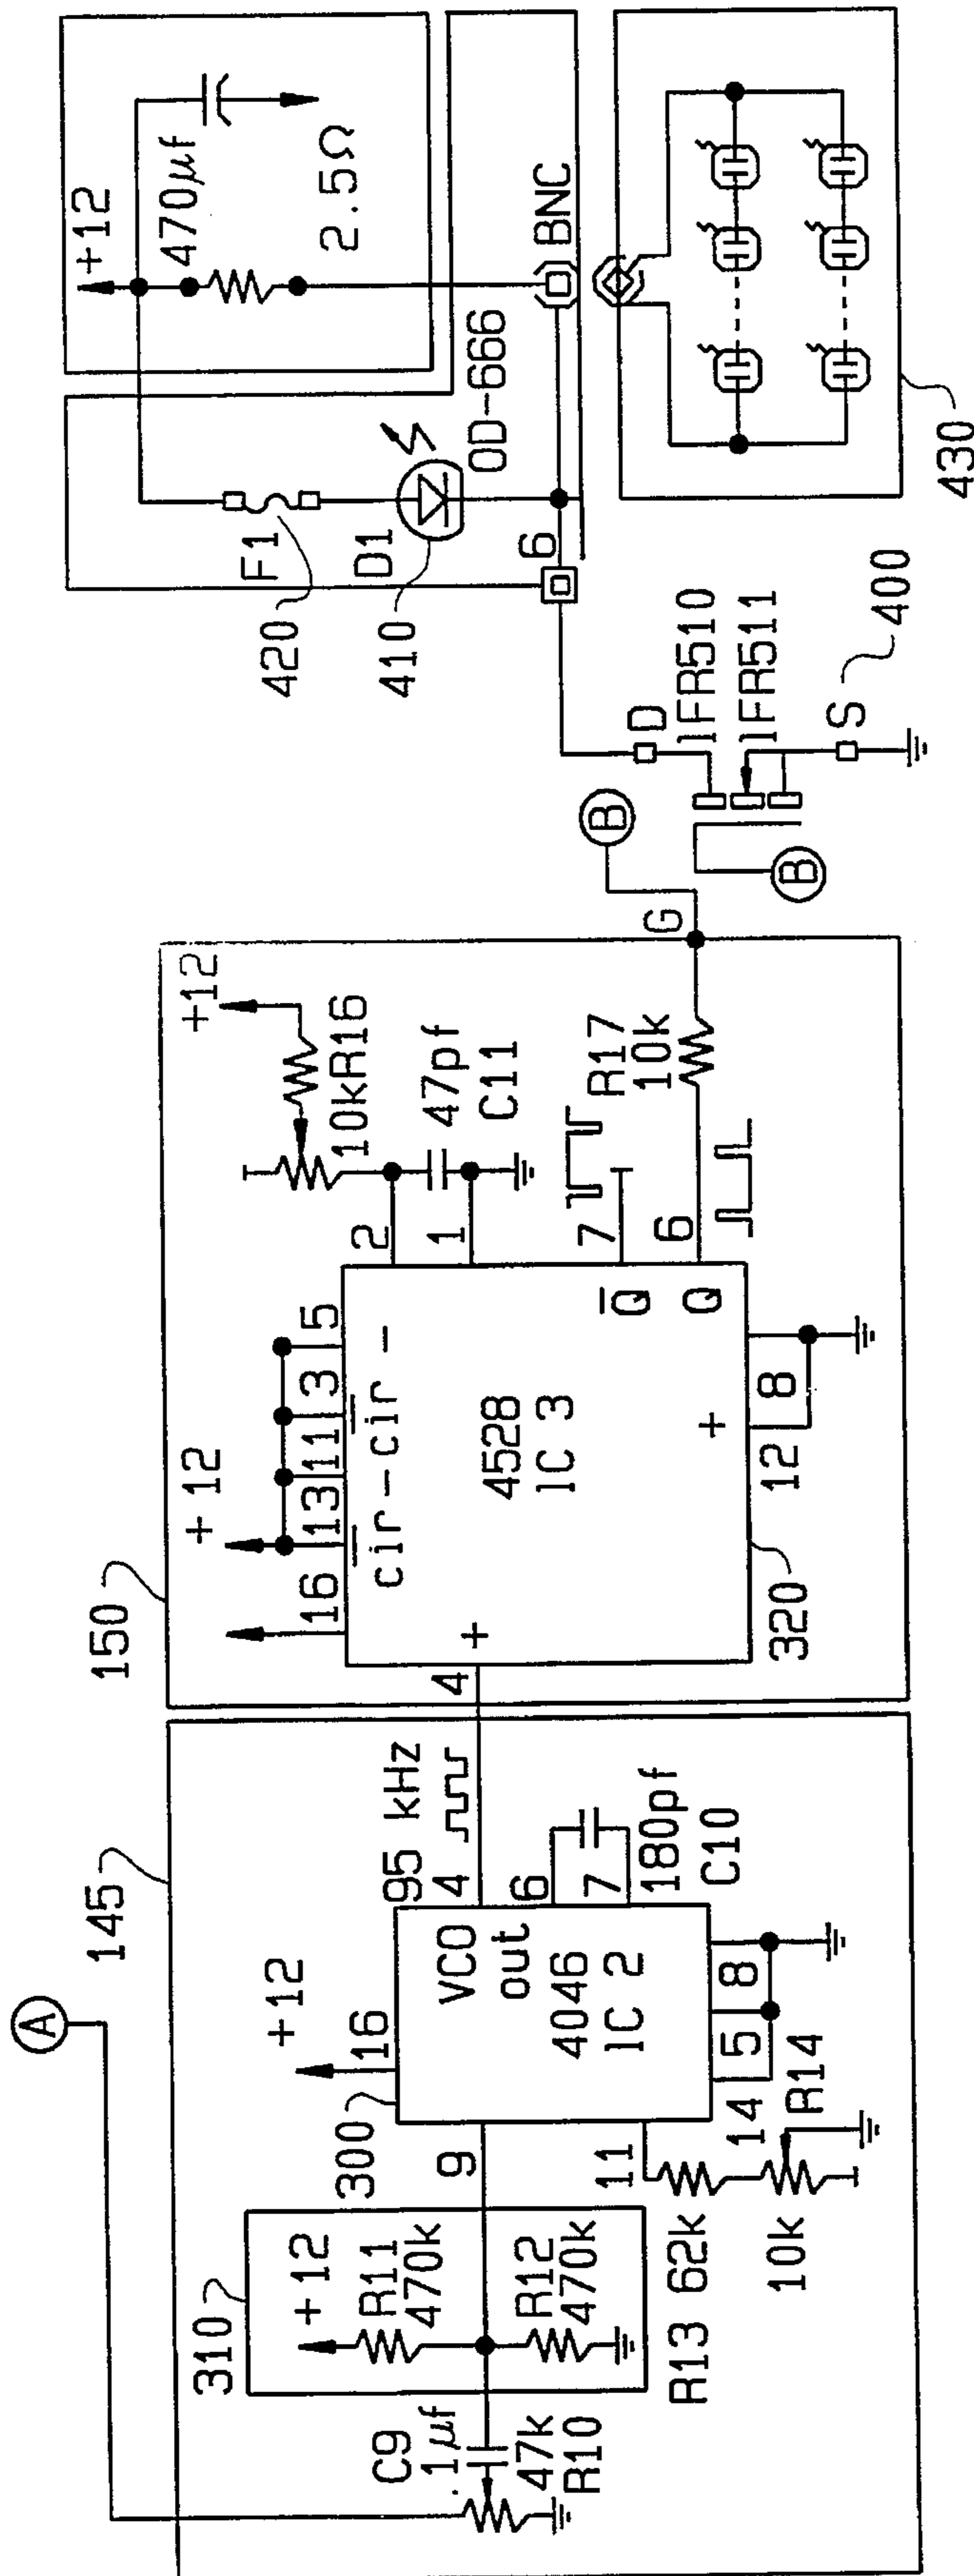 A
145
C9
.1µf
47k
R10
310
+12
R11
470k
R12
470k
300
9
+12
16
VCO
out
4046
IC 2
11
R13 62k
10k
14
R14
5
8
6
7
180pf
C10
4
95 kHz
150
4
+
16
+12
13
11
3
5
cir-cir -
4528
IC 3
+
12
8
320
2
1
10kR16
+12
47pf
C11
7
Q
6
Q
R17
10k
G
B
B
D
IFR510
IFR511
S
400
6
F1
420
D1
410
OD-666
BNC
+12
470µf
2.5Ω
430